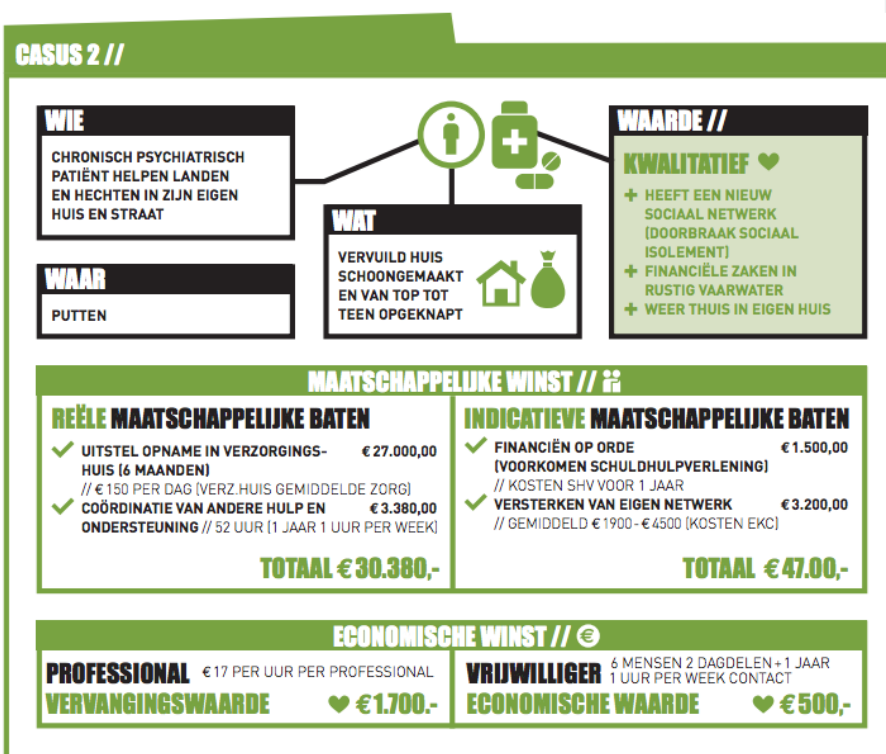 CASUS 2 //
WIE
CHRONISCH PSYCHIATRISCH
PATIËNT HELPEN LANDEN
EN HECHTEN IN ZIJN EIGEN
HUIS EN STRAAT
WAAR
PUTTEN
WAT
VERVUILD HUIS
SCHOONGEMAAKT
EN VAN TOP TOT
TEEN OPGEKNAPT
WAARDE //
KWALITATIEF
+ HEEFT EEN NIEUW
SOCIAAL NETWERK
(DOORBRAAK SOCIAAL
ISOLEMENT)
+ FINANCIËLE ZAKEN IN
RUSTIG VAARWATER
+ WEER THUIS IN EIGEN HUIS
MAATSCHAPPELIJKE WINST //
REËLE MAATSCHAPPELIJKE BATEN
UITSTEL OPNAME IN VERZORGINGS- € 27.000,00
HUIS (6 MAANDEN)
// € 150 PER DAG (VERZ.HUIS GEMIDDELDE ZORG)
COÖRDINATIE VAN ANDERE HULP EN € 3.380,00
ONDERSTEUNING // 52 UUR (1 JAAR 1 UUR PER WEEK)
TOTAAL € 30.380,-
INDICATIEVE MAATSCHAPPELIJKE BATEN
FINANCIËN OP ORDE € 1.500,00
(VOORKOMEN SCHULDHULPVERLENING)
// KOSTEN SHV VOOR 1 JAAR
VERSTERKEN VAN EIGEN NETWERK € 3.200,00
// GEMIDDELD € 1900 - € 4500 (KOSTEN EKC)
TOTAAL € 47.00,-
ECONOMISCHE WINST // €
PROFESSIONAL € 17 PER UUR PER PROFESSIONAL
VERVANGINGSWAARDE € 1.700.-
VRIJWILLIGER 6 MENSEN 2 DAGDELEN + 1 JAAR
1 UUR PER WEEK CONTACT
ECONOMISCHE WAARDE € 500,-